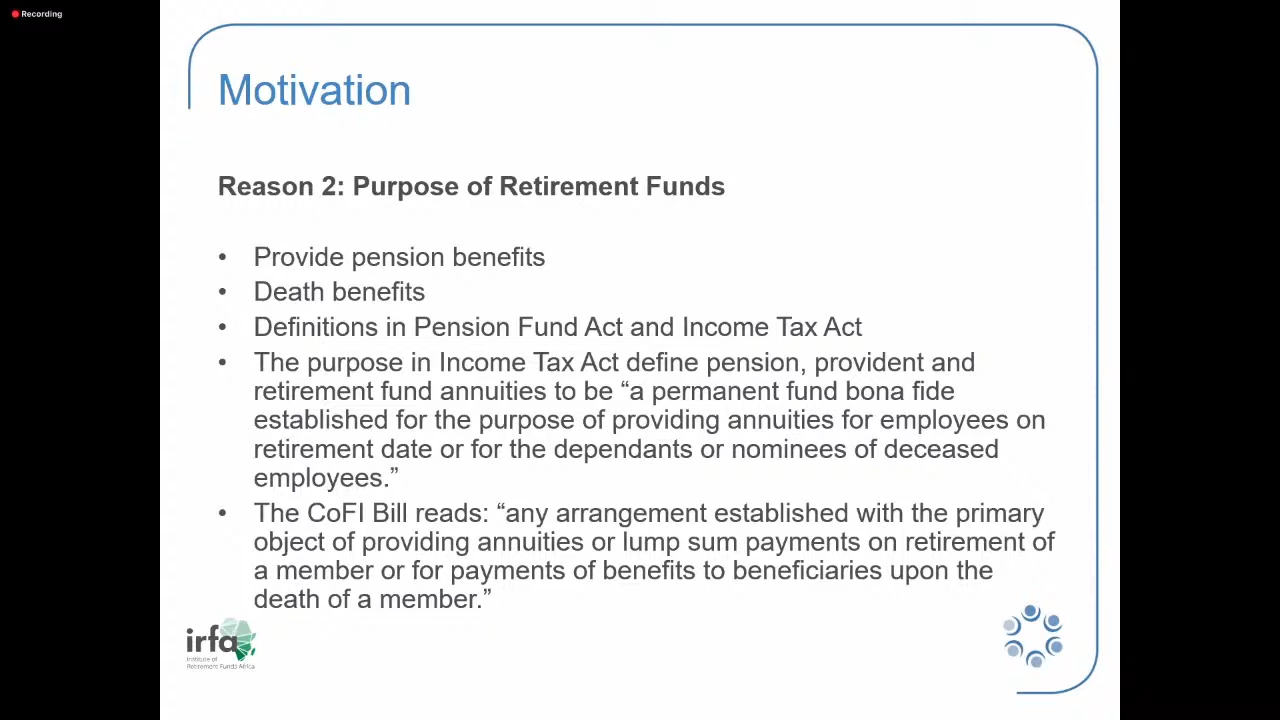 Recording
Motivation
Reason 2: Purpose of Retirement Funds
• Provide pension benefits
• Death benefits
• Definitions in Pension Fund Act and Income Tax Act
• The purpose in Income Tax Act define pension, provident and
retirement fund annuities to be “a permanent fund bona fide
established for the purpose of providing annuities for employees on
retirement date or for the dependants or nominees of deceased
employees.”
• The CoFI Bill reads: “any arrangement established with the primary
object of providing annuities or lump sum payments on retirement of
a member or for payments of benefits to beneficiaries upon the
death of a member.”
irfa
Institute of
Retirement Funds Africa